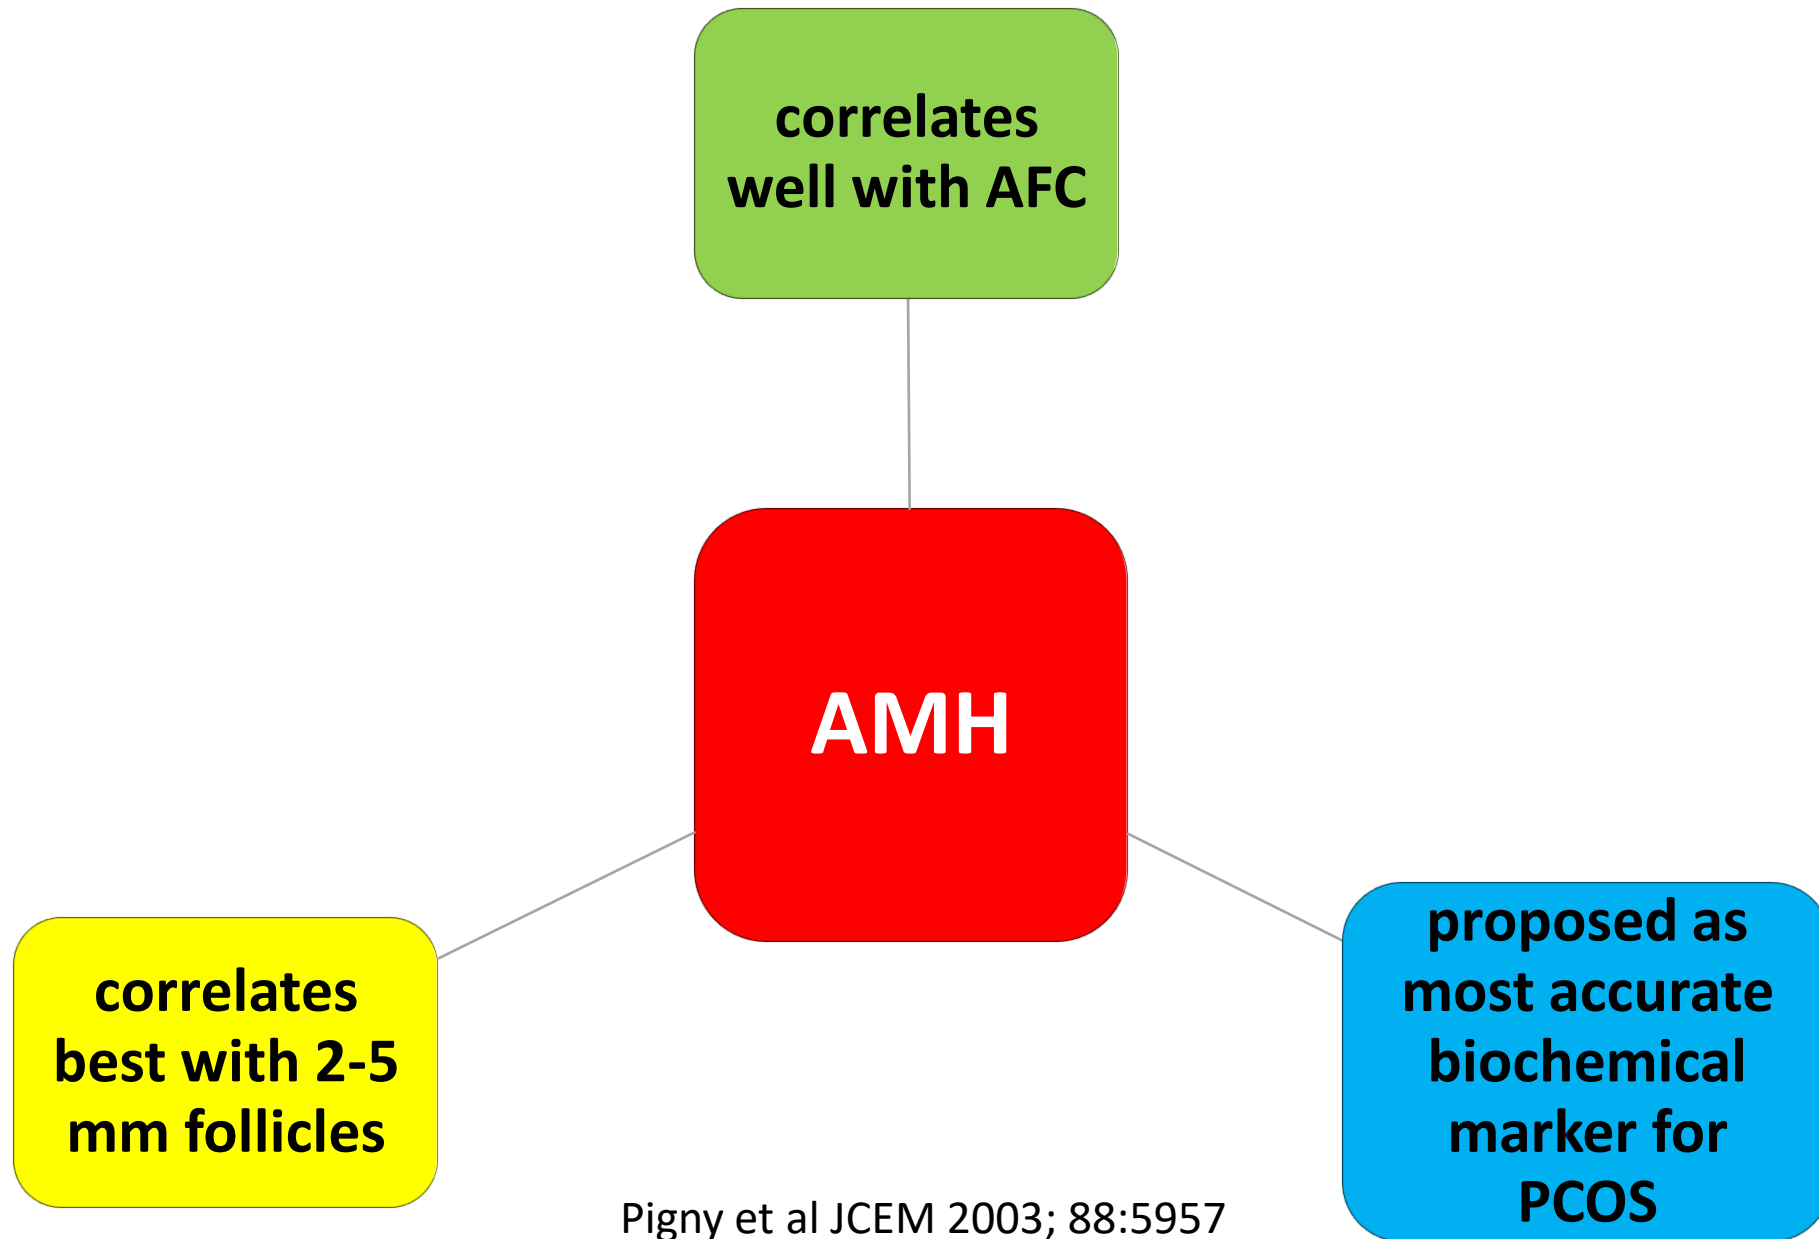 correlates
well with AFC
AMH
correlates
best with 2-5
mm follicles
proposed as
most accurate
biochemical
marker for
PCOS
Pigny et al JCEM 2003; 88:5957